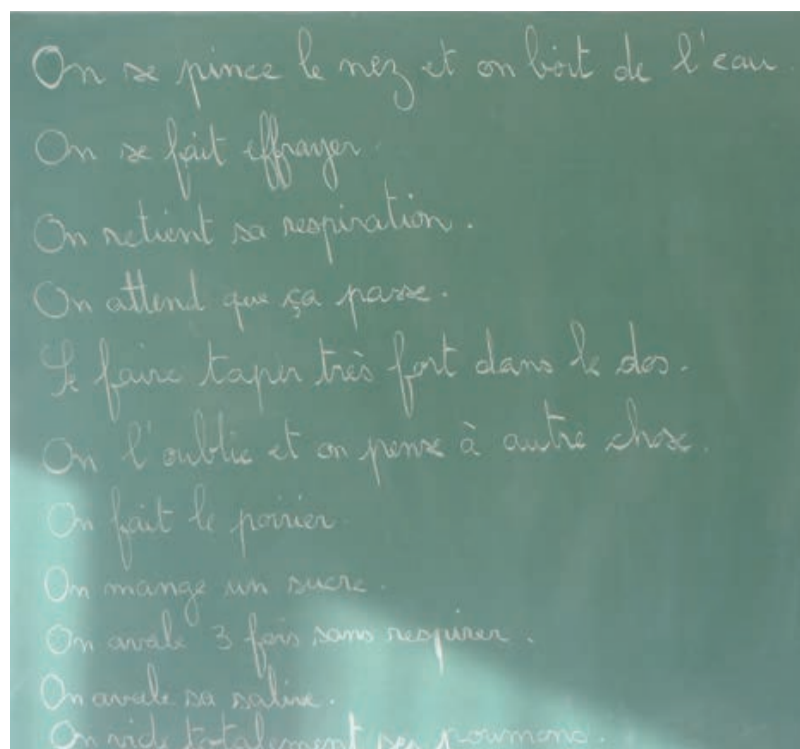 On se pince le nez et on boit de l'eau.
On se fait effrayer.
On retient sa respiration.
On attend que ça passe.
Se faire taper très fort dans le dos.
On l'oublie et on pense à autre chose.
On fait le poirier.
On mange un sucre.
On avale 3 fois sans respirer.
On avale sa salive.
On vide totalement ses poumons.